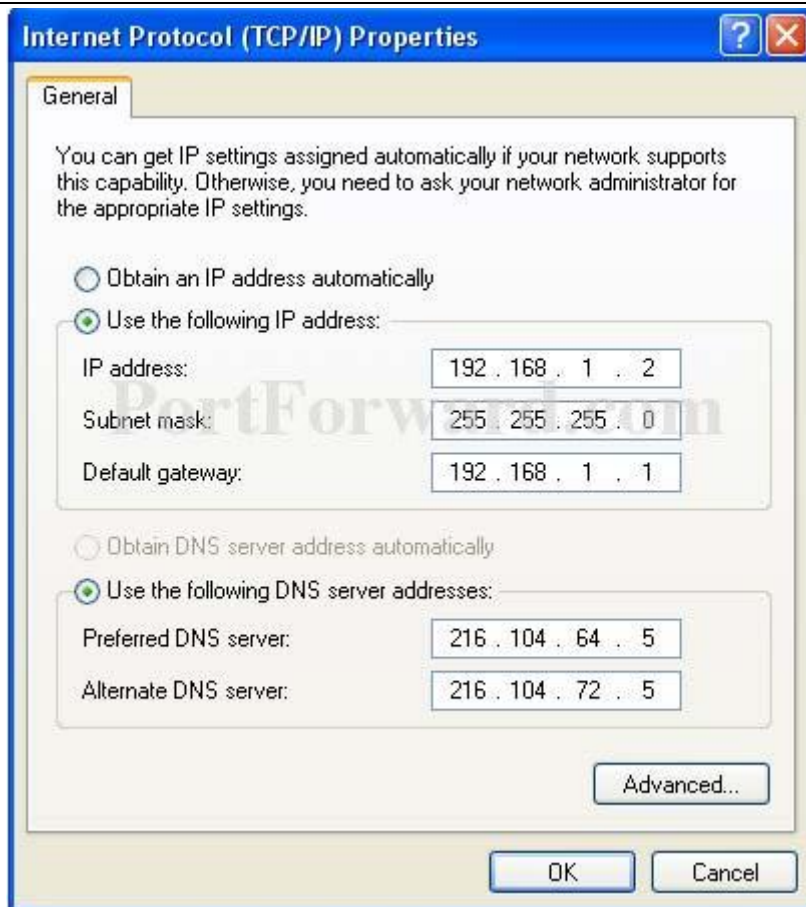 Internet Protocol (TCP/IP) Properties
General
You can get IP settings assigned automatically if your network supports
this capability. Otherwise, you need to ask your network administrator for
the appropriate IP settings.
Obtain an IP address automatically
Use the following IP address:
IP address: 192 . 168 . 1 . 2
PortForward.com
Subnet mask: 255 . 255 . 255 . 0
Default gateway: 192 . 168 . 1 . 1
Obtain DNS server address automatically
Use the following DNS server addresses:
Preferred DNS server: 216 . 104 . 64 . 5
Alternate DNS server: 216 . 104 . 72 . 5
Advanced...
OK Cancel